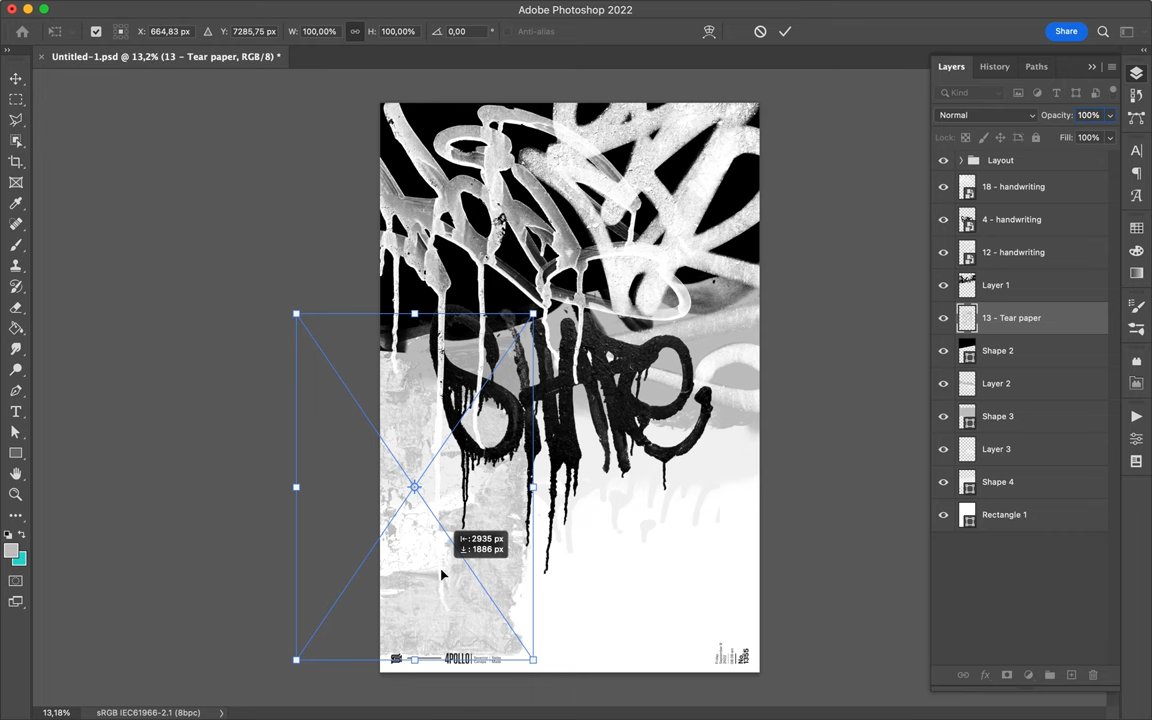 Adobe Photoshop 2022
X: 664,83 px Y: 7285,75 px W: 100,00% H: 100,00% 0,00 ° Anti-alias Share
Untitled-1.psd @ 13,2% (13 - Tear paper, RGB/8) *
Layers History Paths
Kind
Normal Opacity: 100%
Lock: Fill: 100%
Layout
18 - handwriting
4 - handwriting
12 - handwriting
Layer 1
13 - Tear paper
Shape 2
Layer 2
Shape 3
Layer 3
Shape 4
Rectangle 1
: 2935 px
: 1886 px
4POLLO
No. 1355
13,18% sRGB IEC61966-2.1 (8bpc)